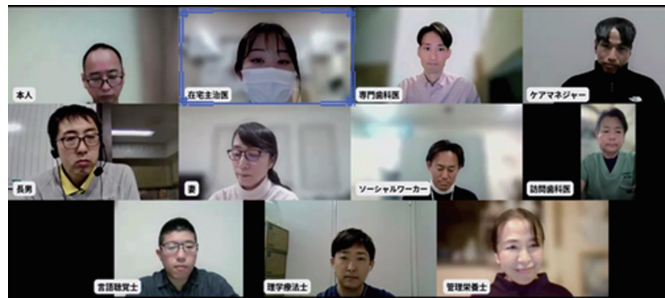 本人
在宅主治医
専門歯科医
ケアマネジャー
長男
妻
ソーシャルワーカー
訪問歯科医
言語聴覚士
理学療法士
管理栄養士